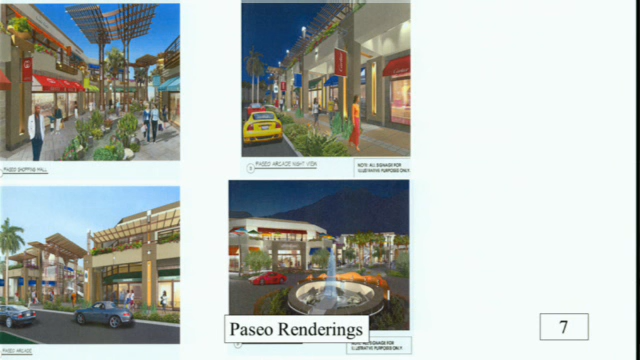 PASEO SHOPPING MALL
PASEO ARCADE NIGHT VIEW
NOTE: ALL SIGNAGE FOR
ILLUSTRATIVE PURPOSES ONLY.
Paseo Renderings
7
PASEO ARCADE
NOTE: ALL SIGNAGE FOR
ILLUSTRATIVE PURPOSES ONLY.